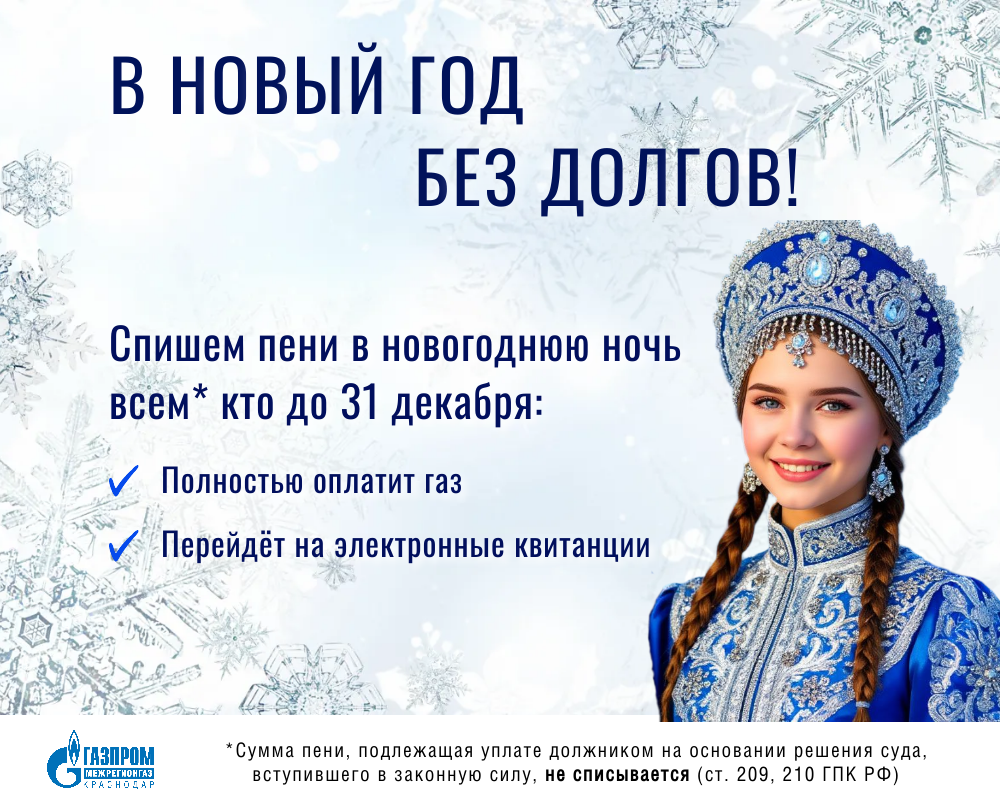 В НОВЫЙ ГОД
БЕЗ ДОЛГОВ!
Спишем пени в новогоднюю ночь
всем* кто до 31 декабря:
Полностью оплатит газ
Перейдёт на электронные квитанции
ГАЗПРОМ
МЕЖРЕГИОНГАЗ
КРАСНОДАР
*Сумма пени, подлежащая уплате должником на основании решения суда,
вступившего в законную силу, не списывается (ст. 209, 210 ГПК РФ)